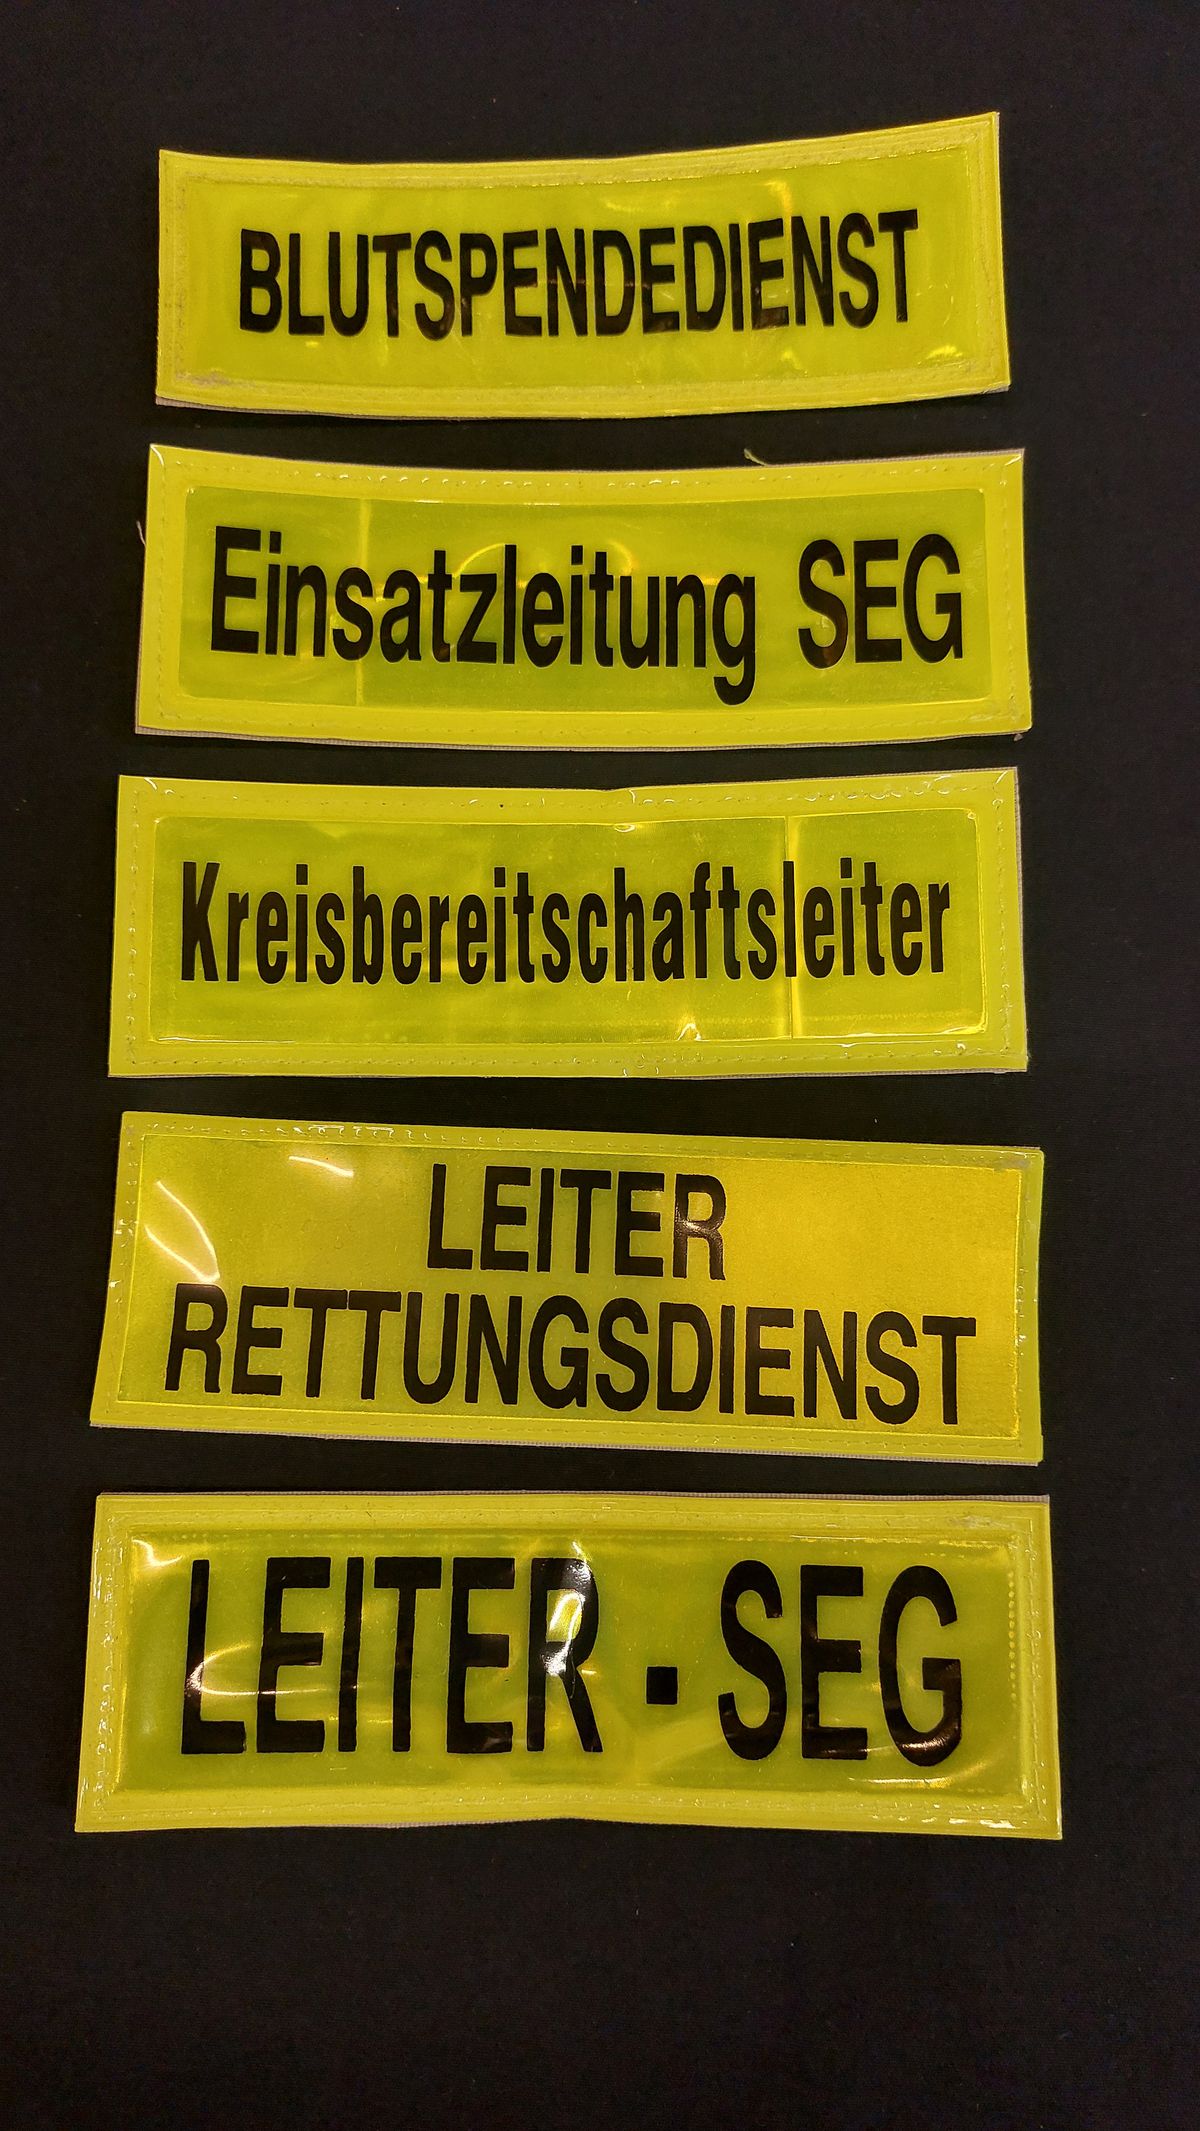 BLUTSPENDEDIENST
Einsatzleitung SEG
Kreisbereitschaftsleiter
LEITER
RETTUNGSDIENST
LEITER - SEG